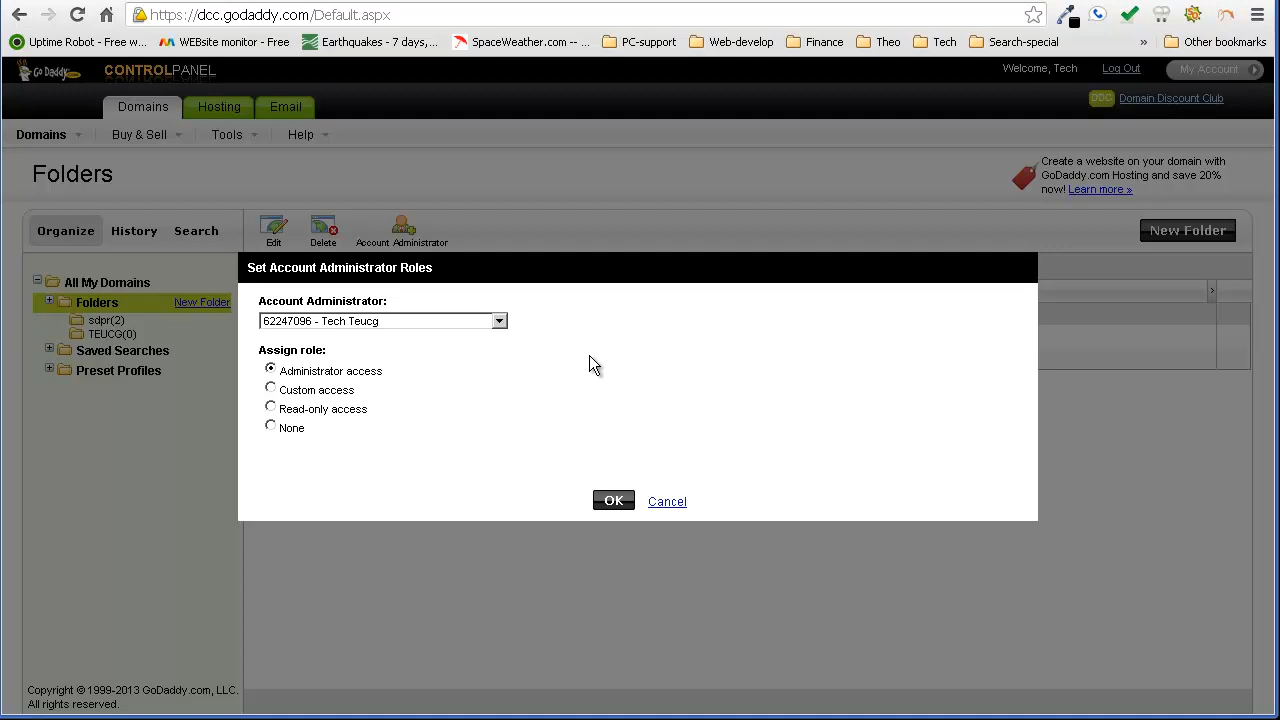 https://dcc.godaddy.com/Default.aspx
Uptime Robot - Free w... WEBsite monitor - Free Earthquakes - 7 days,... SpaceWeather.com -- ... PC-support Web-develop Finance Theo Tech Search-special » Other bookmarks
Go Daddy.com CONTROLPANEL Welcome, Tech Log Out My Account
Domains Hosting Email DDC Domain Discount Club
Domains Buy & Sell Tools Help
Folders
Create a website on your domain with
GoDaddy.com Hosting and save 20%
now! Learn more »
Organize History Search
Edit Delete Account Administrator
New Folder
Set Account Administrator Roles
All My Domains
Folders New Folder
sdpr(2)
TEUCG(0)
Saved Searches
Preset Profiles
Account Administrator:
62247096 - Tech Teucg
Assign role:
Administrator access
Custom access
Read-only access
None
OK Cancel
Copyright © 1999-2013 GoDaddy.com, LLC.
All rights reserved.